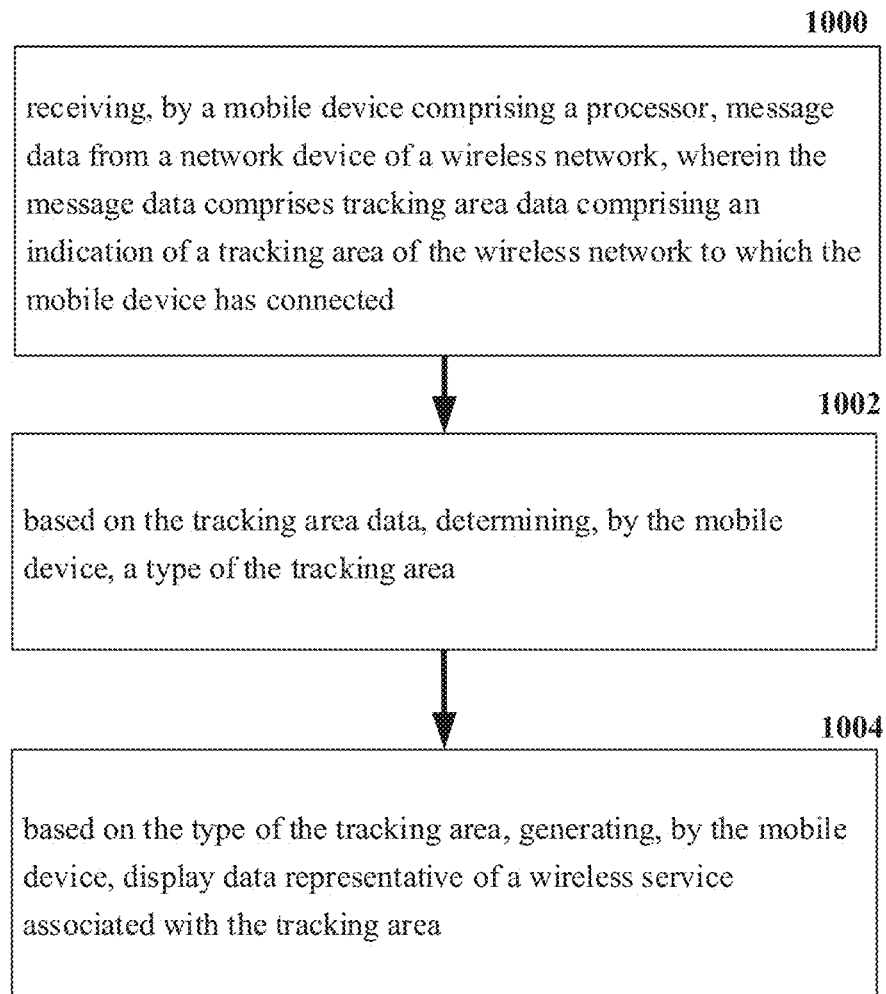 1000
receiving, by a mobile device comprising a processor, message
data from a network device of a wireless network, wherein the
message data comprises tracking area data comprising an
indication of a tracking area of the wireless network to which the
mobile device has connected
1002
based on the tracking area data, determining, by the mobile
device, a type of the tracking area
1004
based on the type of the tracking area, generating, by the mobile
device, display data representative of a wireless service
associated with the tracking area